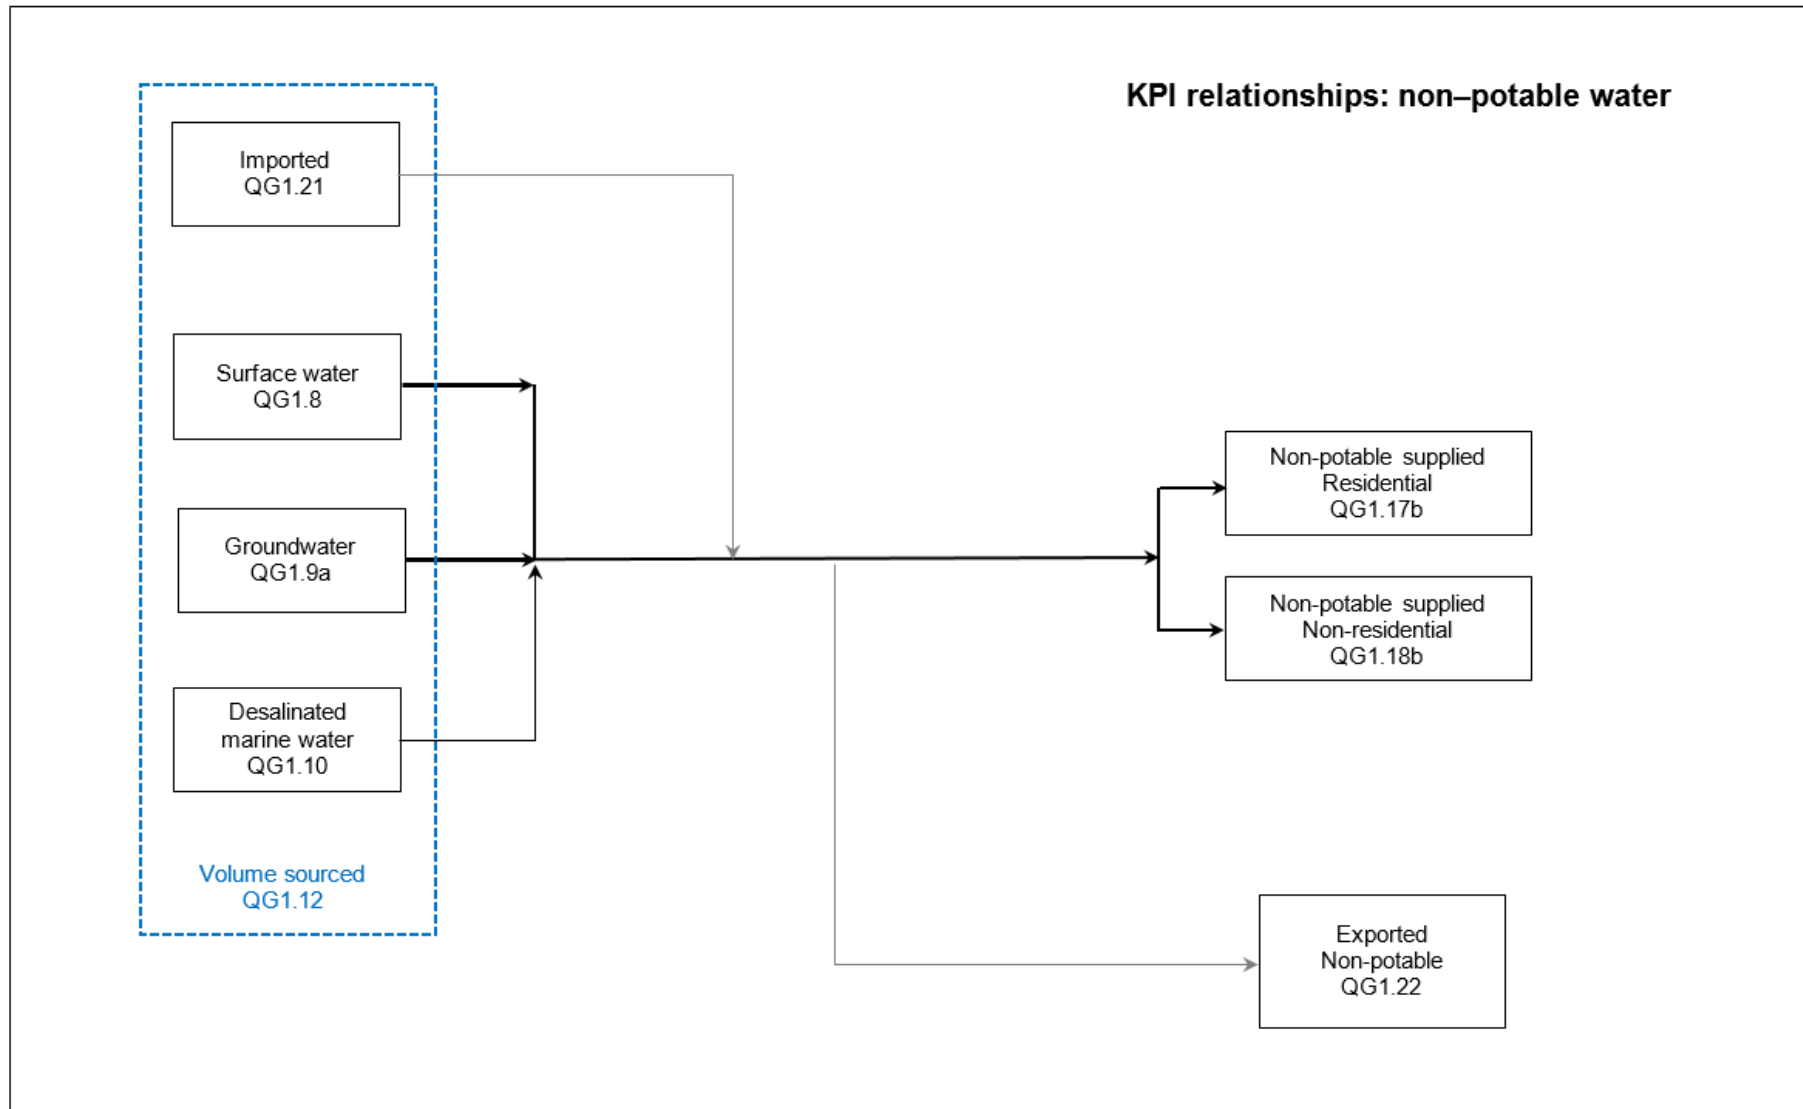 KPI relationships: non–potable water
Imported
QG1.21
Surface water
QG1.8
Groundwater
QG1.9a
Desalinated
marine water
QG1.10
Volume sourced
QG1.12
Non-potable supplied
Residential
QG1.17b
Non-potable supplied
Non-residential
QG1.18b
Exported
Non-potable
QG1.22